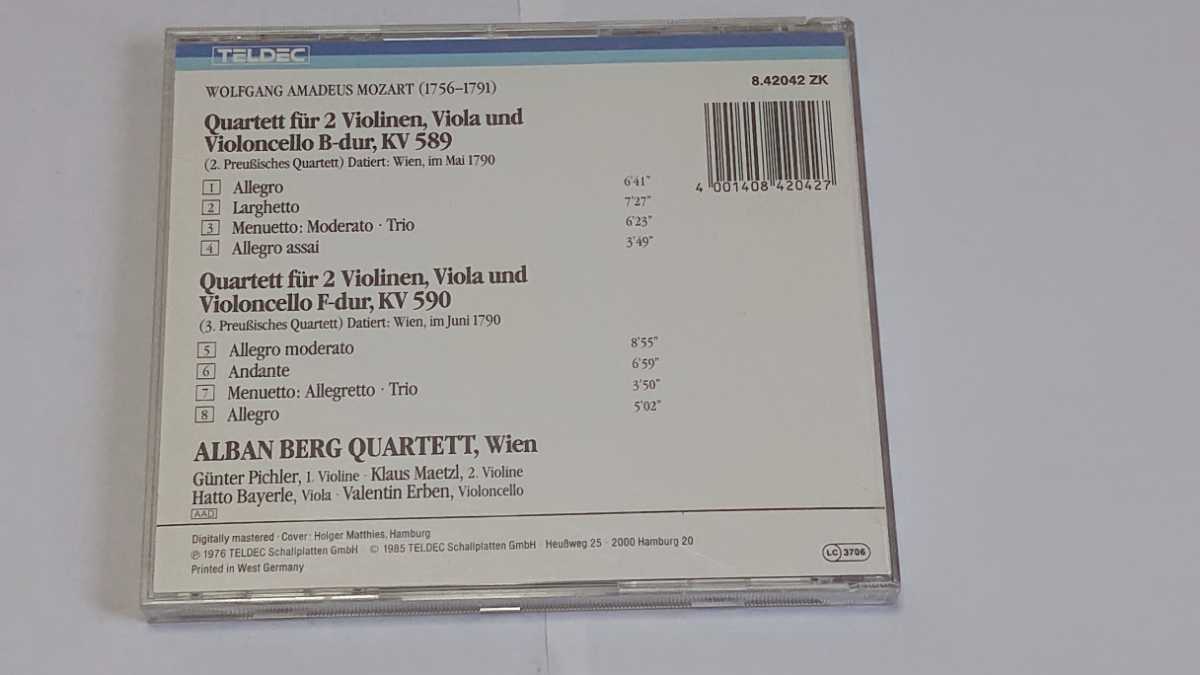 TELDEC
WOLFGANG AMADEUS MOZART (1756–1791)
8.42042 ZK
Quartett für 2 Violinen, Viola und
Violoncello B-dur, KV 589
(2. Preußisches Quartett) Datiert: Wien, im Mai 1790
4 001408 420427
1 Allegro 6'41"
2 Larghetto 7'27"
3 Menuetto: Moderato · Trio 6'23"
4 Allegro assai 3'49"
Quartett für 2 Violinen, Viola und
Violoncello F-dur, KV 590
(3. Preußisches Quartett) Datiert: Wien, im Juni 1790
5 Allegro moderato 8'55"
6 Andante 6'59"
7 Menuetto: Allegretto · Trio 3'50"
8 Allegro 5'02"
ALBAN BERG QUARTETT, Wien
Günter Pichler, 1. Violine · Klaus Maetzl, 2. Violine
Hatto Bayerle, Viola · Valentin Erben, Violoncello
AAD
Digitally mastered · Cover: Holger Matthies, Hamburg
℗ 1976 TELDEC Schallplatten GmbH © 1985 TELDEC Schallplatten GmbH · Heußweg 25 · 2000 Hamburg 20
LC 3706
Printed in West Germany